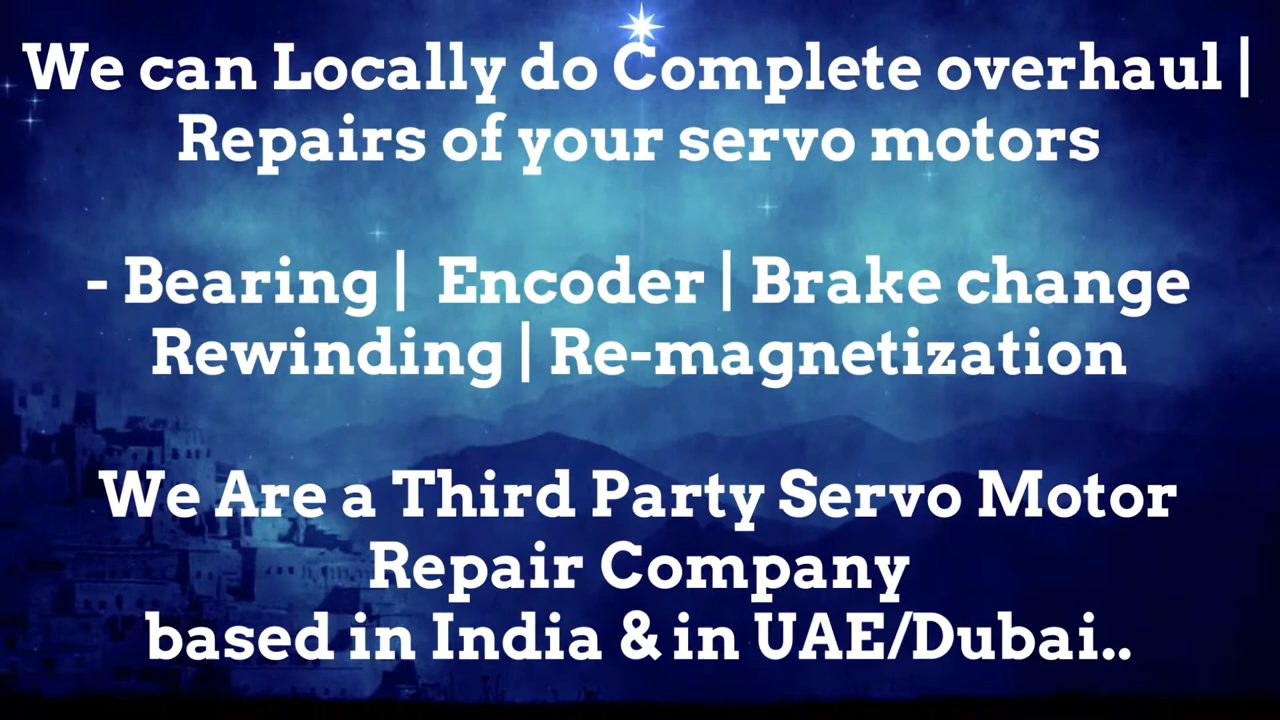 We can Locally do Complete overhaul |
Repairs of your servo motors
- Bearing | Encoder | Brake change
Rewinding | Re-magnetization
We Are a Third Party Servo Motor
Repair Company
based in India & in UAE/Dubai..